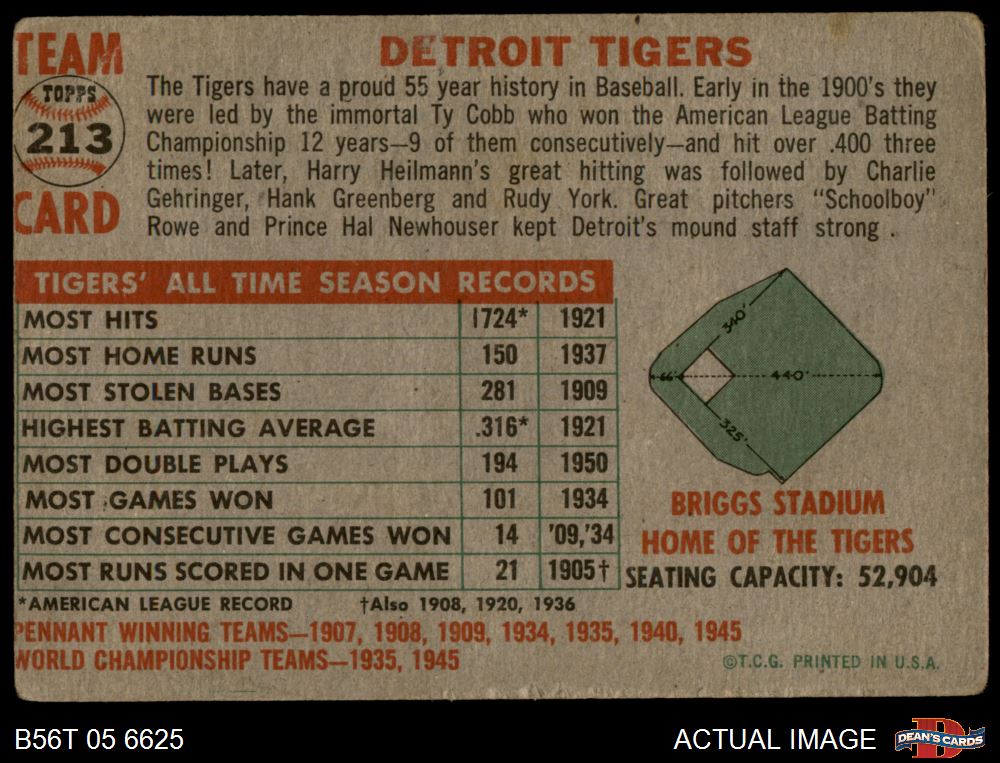 TEAM
TOPPS
213
CARD
DETROIT TIGERS
The Tigers have a proud 55 year history in Baseball. Early in the 1900's they
were led by the immortal Ty Cobb who won the American League Batting
Championship 12 years—9 of them consecutively—and hit over .400 three
times! Later, Harry Heilmann's great hitting was followed by Charlie
Gehringer, Hank Greenberg and Rudy York. Great pitchers "Schoolboy"
Rowe and Prince Hal Newhouser kept Detroit's mound staff strong .
TIGERS' ALL TIME SEASON RECORDS
MOST HITS 1724* 1921
MOST HOME RUNS 150 1937
MOST STOLEN BASES 281 1909
HIGHEST BATTING AVERAGE .316* 1921
MOST DOUBLE PLAYS 194 1950
MOST GAMES WON 101 1934
MOST CONSECUTIVE GAMES WON 14 '09,'34
MOST RUNS SCORED IN ONE GAME 21 1905†
*AMERICAN LEAGUE RECORD †Also 1908, 1920, 1936
340'
66' 440'
325'
BRIGGS STADIUM
HOME OF THE TIGERS
SEATING CAPACITY: 52,904
PENNANT WINNING TEAMS—1907, 1908, 1909, 1934, 1935, 1940, 1945
WORLD CHAMPIONSHIP TEAMS—1935, 1945
©T.C.G. PRINTED IN U.S.A.
B56T 05 6625
ACTUAL IMAGE
DEAN'S CARDS